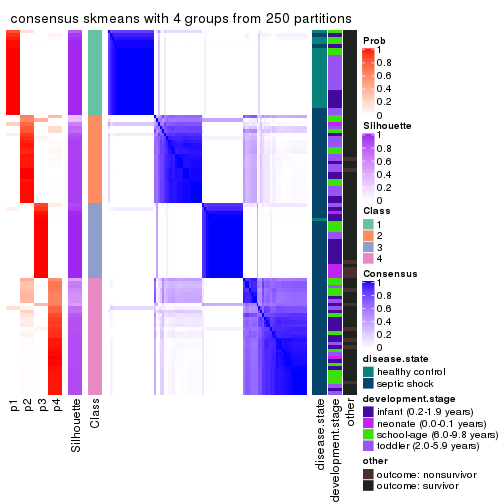 consensus skmeans with 4 groups from 250 partitions
Prob
1
0.8
0.6
0.4
0.2
0
Silhouette
1
0.8
0.6
0.4
0.2
0
Class
1
2
3
4
Consensus
1
0.8
0.6
0.4
0.2
0
disease.state
healthy control
septic shock
development.stage
infant (0.2-1.9 years)
neonate (0.0-0.1 years)
school-age (6.0-9.8 years)
toddler (2.0-5.9 years)
other
outcome: nonsurvivor
outcome: survivor
p1
p2
p3
p4
Silhouette
Class
disease.state
development.stage
other